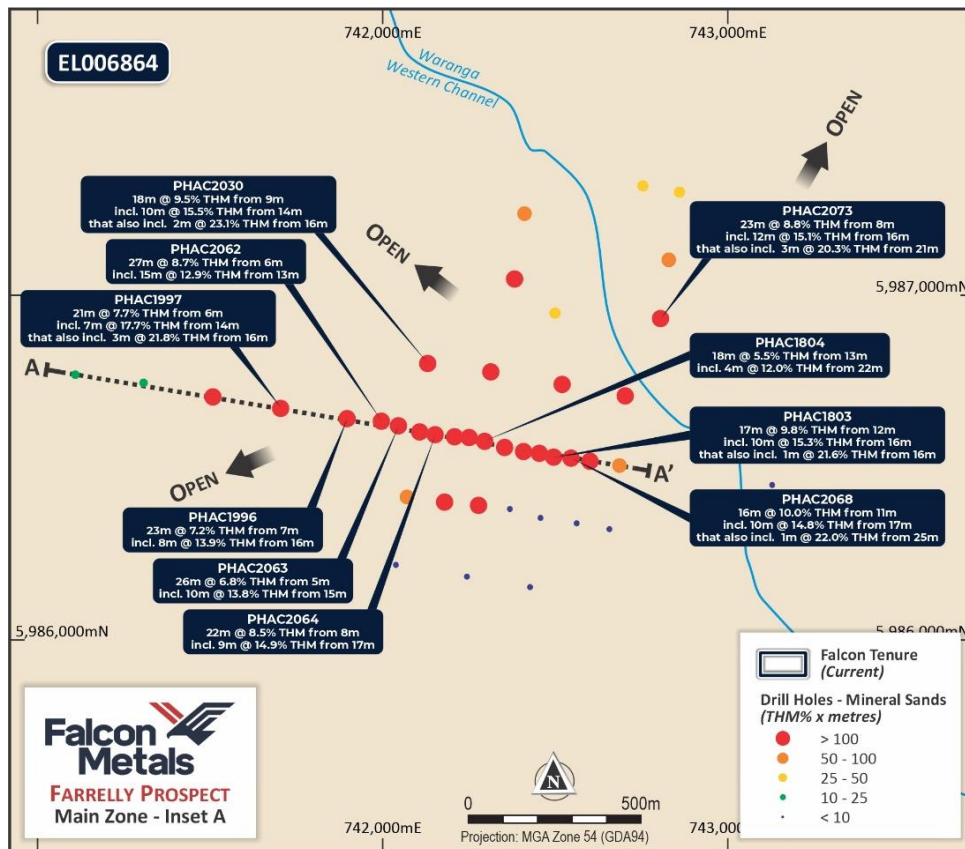 742,000mE
743,000mE
EL006864
Waranga
Western Channel
OPEN
PHAC2030
18m @ 9.5% THM from 9m
incl. 10m @ 15.5% THM from 14m
that also incl. 2m @ 23.1% THM from 16m
PHAC2073
23m @ 8.8% THM from 8m
incl. 12m @ 15.1% THM from 16m
that also incl. 3m @ 20.3% THM from 21m
PHAC2062
27m @ 8.7% THM from 6m
incl. 15m @ 12.9% THM from 13m
OPEN
PHAC1997
21m @ 7.7% THM from 6m
incl. 7m @ 17.7% THM from 14m
that also incl. 3m @ 21.8% THM from 16m
5,987,000mN
5,987,000mN
PHAC1804
18m @ 5.5% THM from 13m
incl. 4m @ 12.0% THM from 22m
A
PHAC1803
17m @ 9.8% THM from 12m
incl. 10m @ 15.3% THM from 16m
that also incl. 1m @ 21.6% THM from 16m
A'
OPEN
PHAC2068
16m @ 10.0% THM from 11m
incl. 10m @ 14.8% THM from 17m
that also incl. 1m @ 22.0% THM from 25m
PHAC1996
23m @ 7.2% THM from 7m
incl. 8m @ 13.9% THM from 16m
PHAC2063
26m @ 6.8% THM from 5m
incl. 10m @ 13.8% THM from 15m
PHAC2064
22m @ 8.5% THM from 8m
incl. 9m @ 14.9% THM from 17m
5,986,000mN
5,986,000mN
Falcon Tenure
(Current)
Drill Holes - Mineral Sands
(THM% x metres)
> 100
50 - 100
25 - 50
10 - 25
< 10
Falcon
Metals
FARRELLY PROSPECT
Main Zone - Inset A
N
0
500m
Projection: MGA Zone 54 (GDA94)
742,000mE
743,000mE